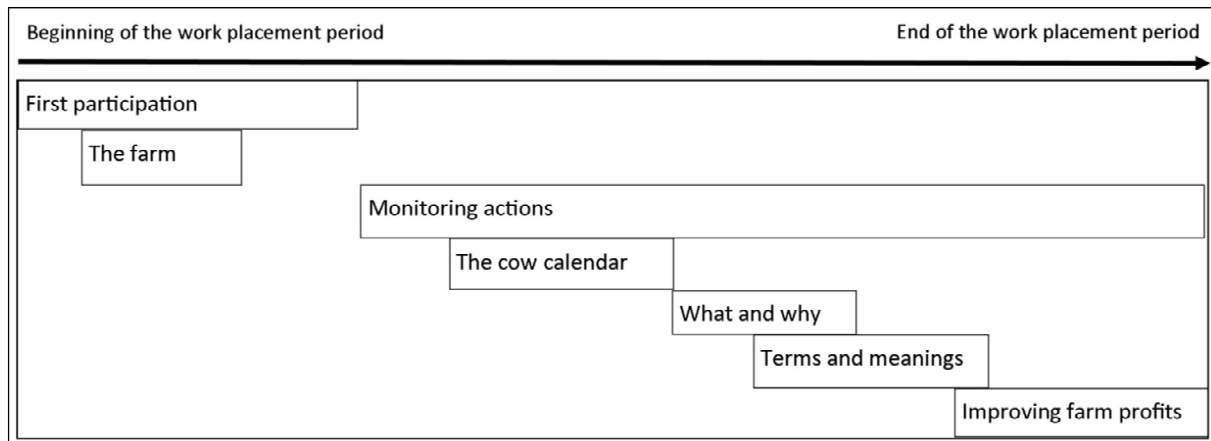 Beginning of the work placement period
End of the work placement period
First participation
The farm
Monitoring actions
The cow calendar
What and why
Terms and meanings
Improving farm profits